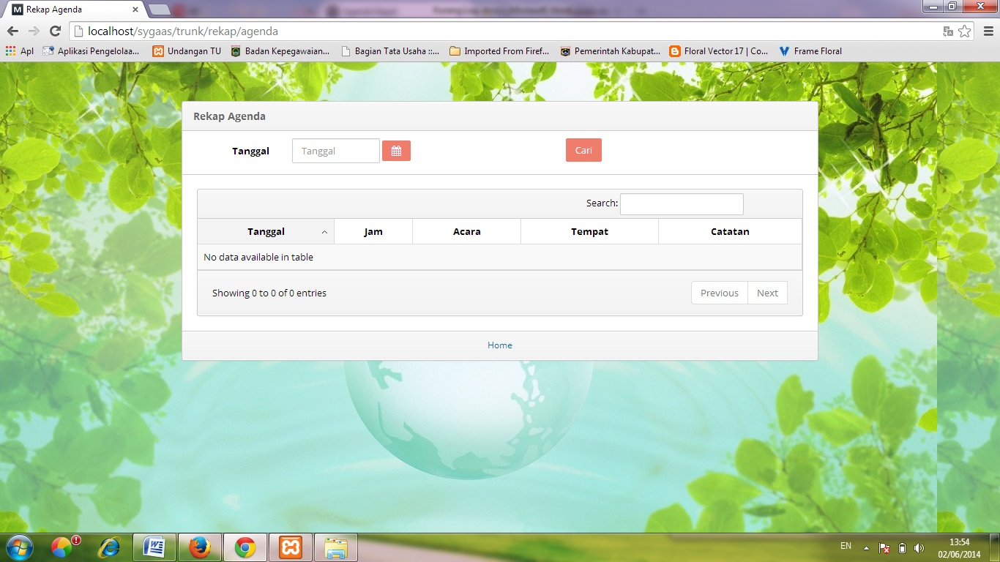 Rekap Agenda
localhost/sygaas/trunk/rekap/agenda
Apl Aplikasi Pengelolaa... Undangan TU Badan Kepegawaian... Bagian Tata Usaha ::... Imported From Firef... Pemerintah Kabupat... Floral Vector 17 | Co... Frame Floral
Rekap Agenda
Tanggal Tanggal Cari
Search:
Tanggal Jam Acara Tempat Catatan
No data available in table
Showing 0 to 0 of 0 entries Previous Next
Home
EN 13:54
02/06/2014